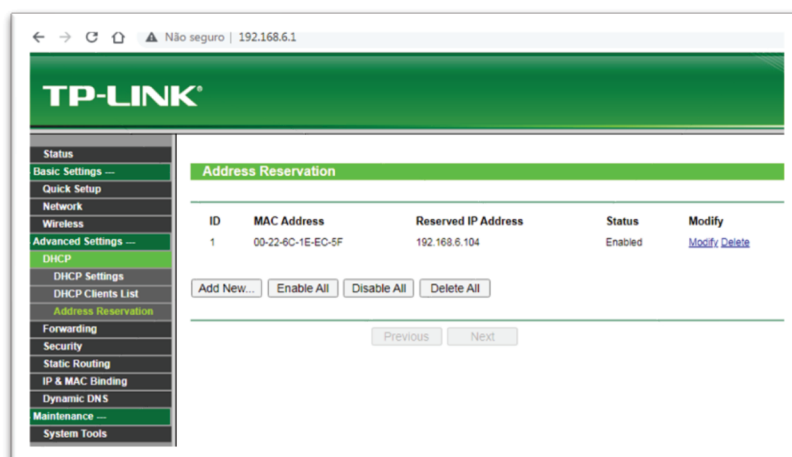 Não seguro | 192.168.6.1
TP-LINK®
Status
Basic Settings ---
Quick Setup
Network
Wireless
Advanced Settings ---
DHCP
DHCP Settings
DHCP Clients List
Address Reservation
Forwarding
Security
Static Routing
IP & MAC Binding
Dynamic DNS
Maintenance ---
System Tools
Address Reservation
ID MAC Address Reserved IP Address Status Modify
1 00-22-6C-1E-EC-5F 192.168.6.104 Enabled Modify Delete
Add New... Enable All Disable All Delete All
Previous Next